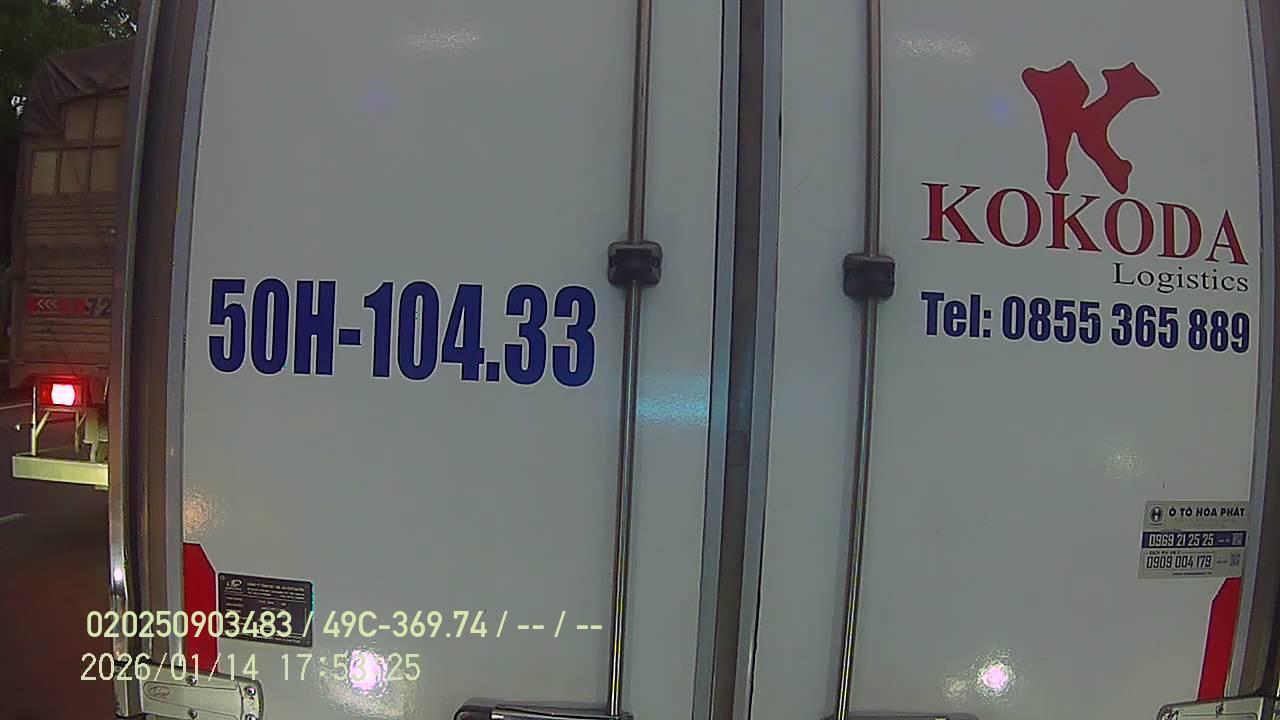 50H-104.33
K
KOKODA
Logistics
Tel: 0855 365 889
72
Ô TÔ HÒA PHÁT
0969 21 25 25
0909 004 179
020250903483 / 49C-369.74 / -- / --
2026/01/14 17:53:25